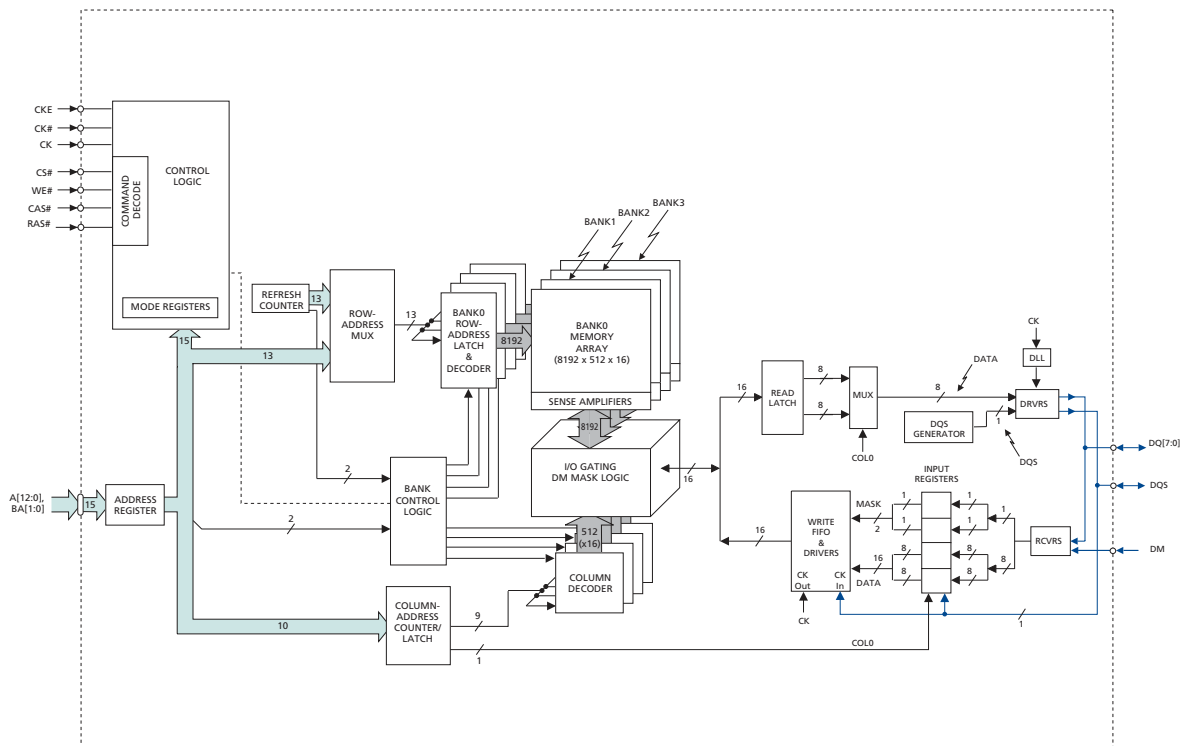 CKE
CK#
CK
CS#
WE#
CAS#
RAS#
COMMAND
DECODE
CONTROL
LOGIC
MODE REGISTERS
15
REFRESH
COUNTER
13
13
ROW-
ADDRESS
MUX
13
BANK0
ROW-
ADDRESS
LATCH
&
DECODER
8192
BANK1
BANK2
BANK3
BANK0
MEMORY
ARRAY
(8192 x 512 x 16)
SENSE AMPLIFIERS
8192
I/O GATING
DM MASK LOGIC
16
2
2
BANK
CONTROL
LOGIC
512
(x16)
COLUMN
DECODER
A[12:0],
BA[1:0]
15
ADDRESS
REGISTER
10
COLUMN-
ADDRESS
COUNTER/
LATCH
9
1
COL0
16
READ
LATCH
8
8
MUX
COL0
8
DATA
DQS
GENERATOR
1
DQS
CK
DLL
DRVRS
DQ[7:0]
DQS
DM
RCVRS
INPUT
REGISTERS
16
WRITE
FIFO
&
DRIVERS
CK
Out
CK
In
CK
MASK
2
16
DATA
1
1
8
8
1
1
8
8
1
8
1